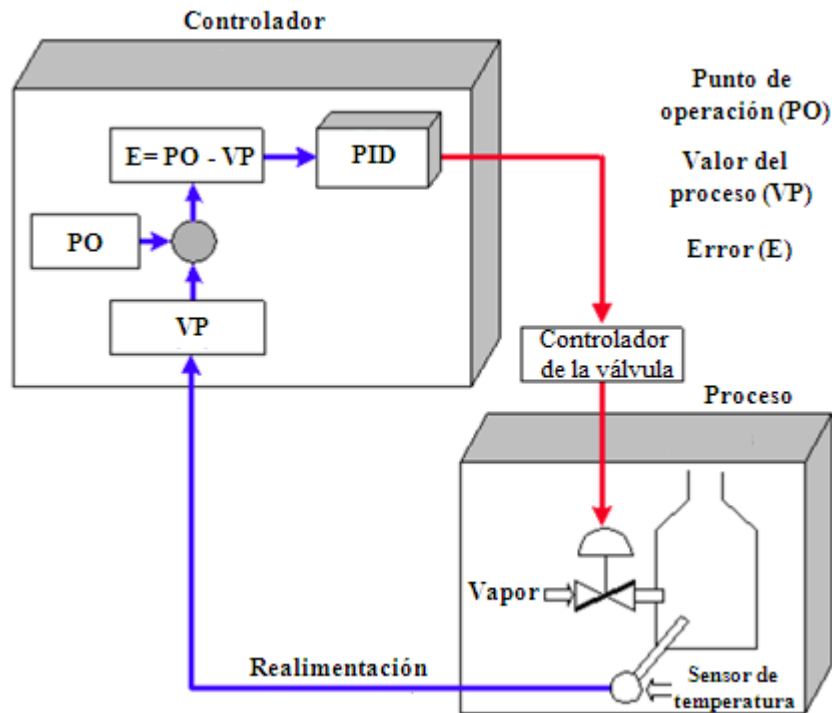 Controlador
Punto de
operación (PO)
E= PO - VP
PID
Valor del
proceso (VP)
PO
Error (E)
VP
Controlador
de la válvula
Proceso
Vapor
Realimentación
Sensor de
temperatura